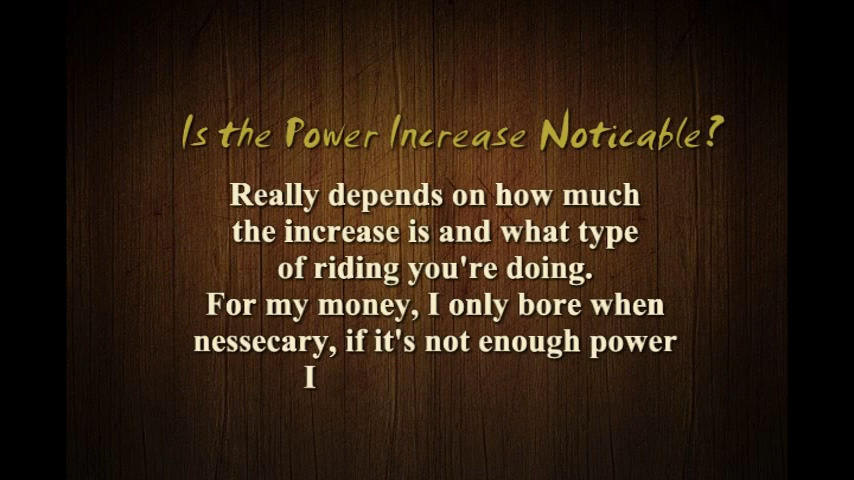 Is the Power Increase Noticable?
Really depends on how much
the increase is and what type
of riding you're doing.
For my money, I only bore when
nessecary, if it's not enough power
I